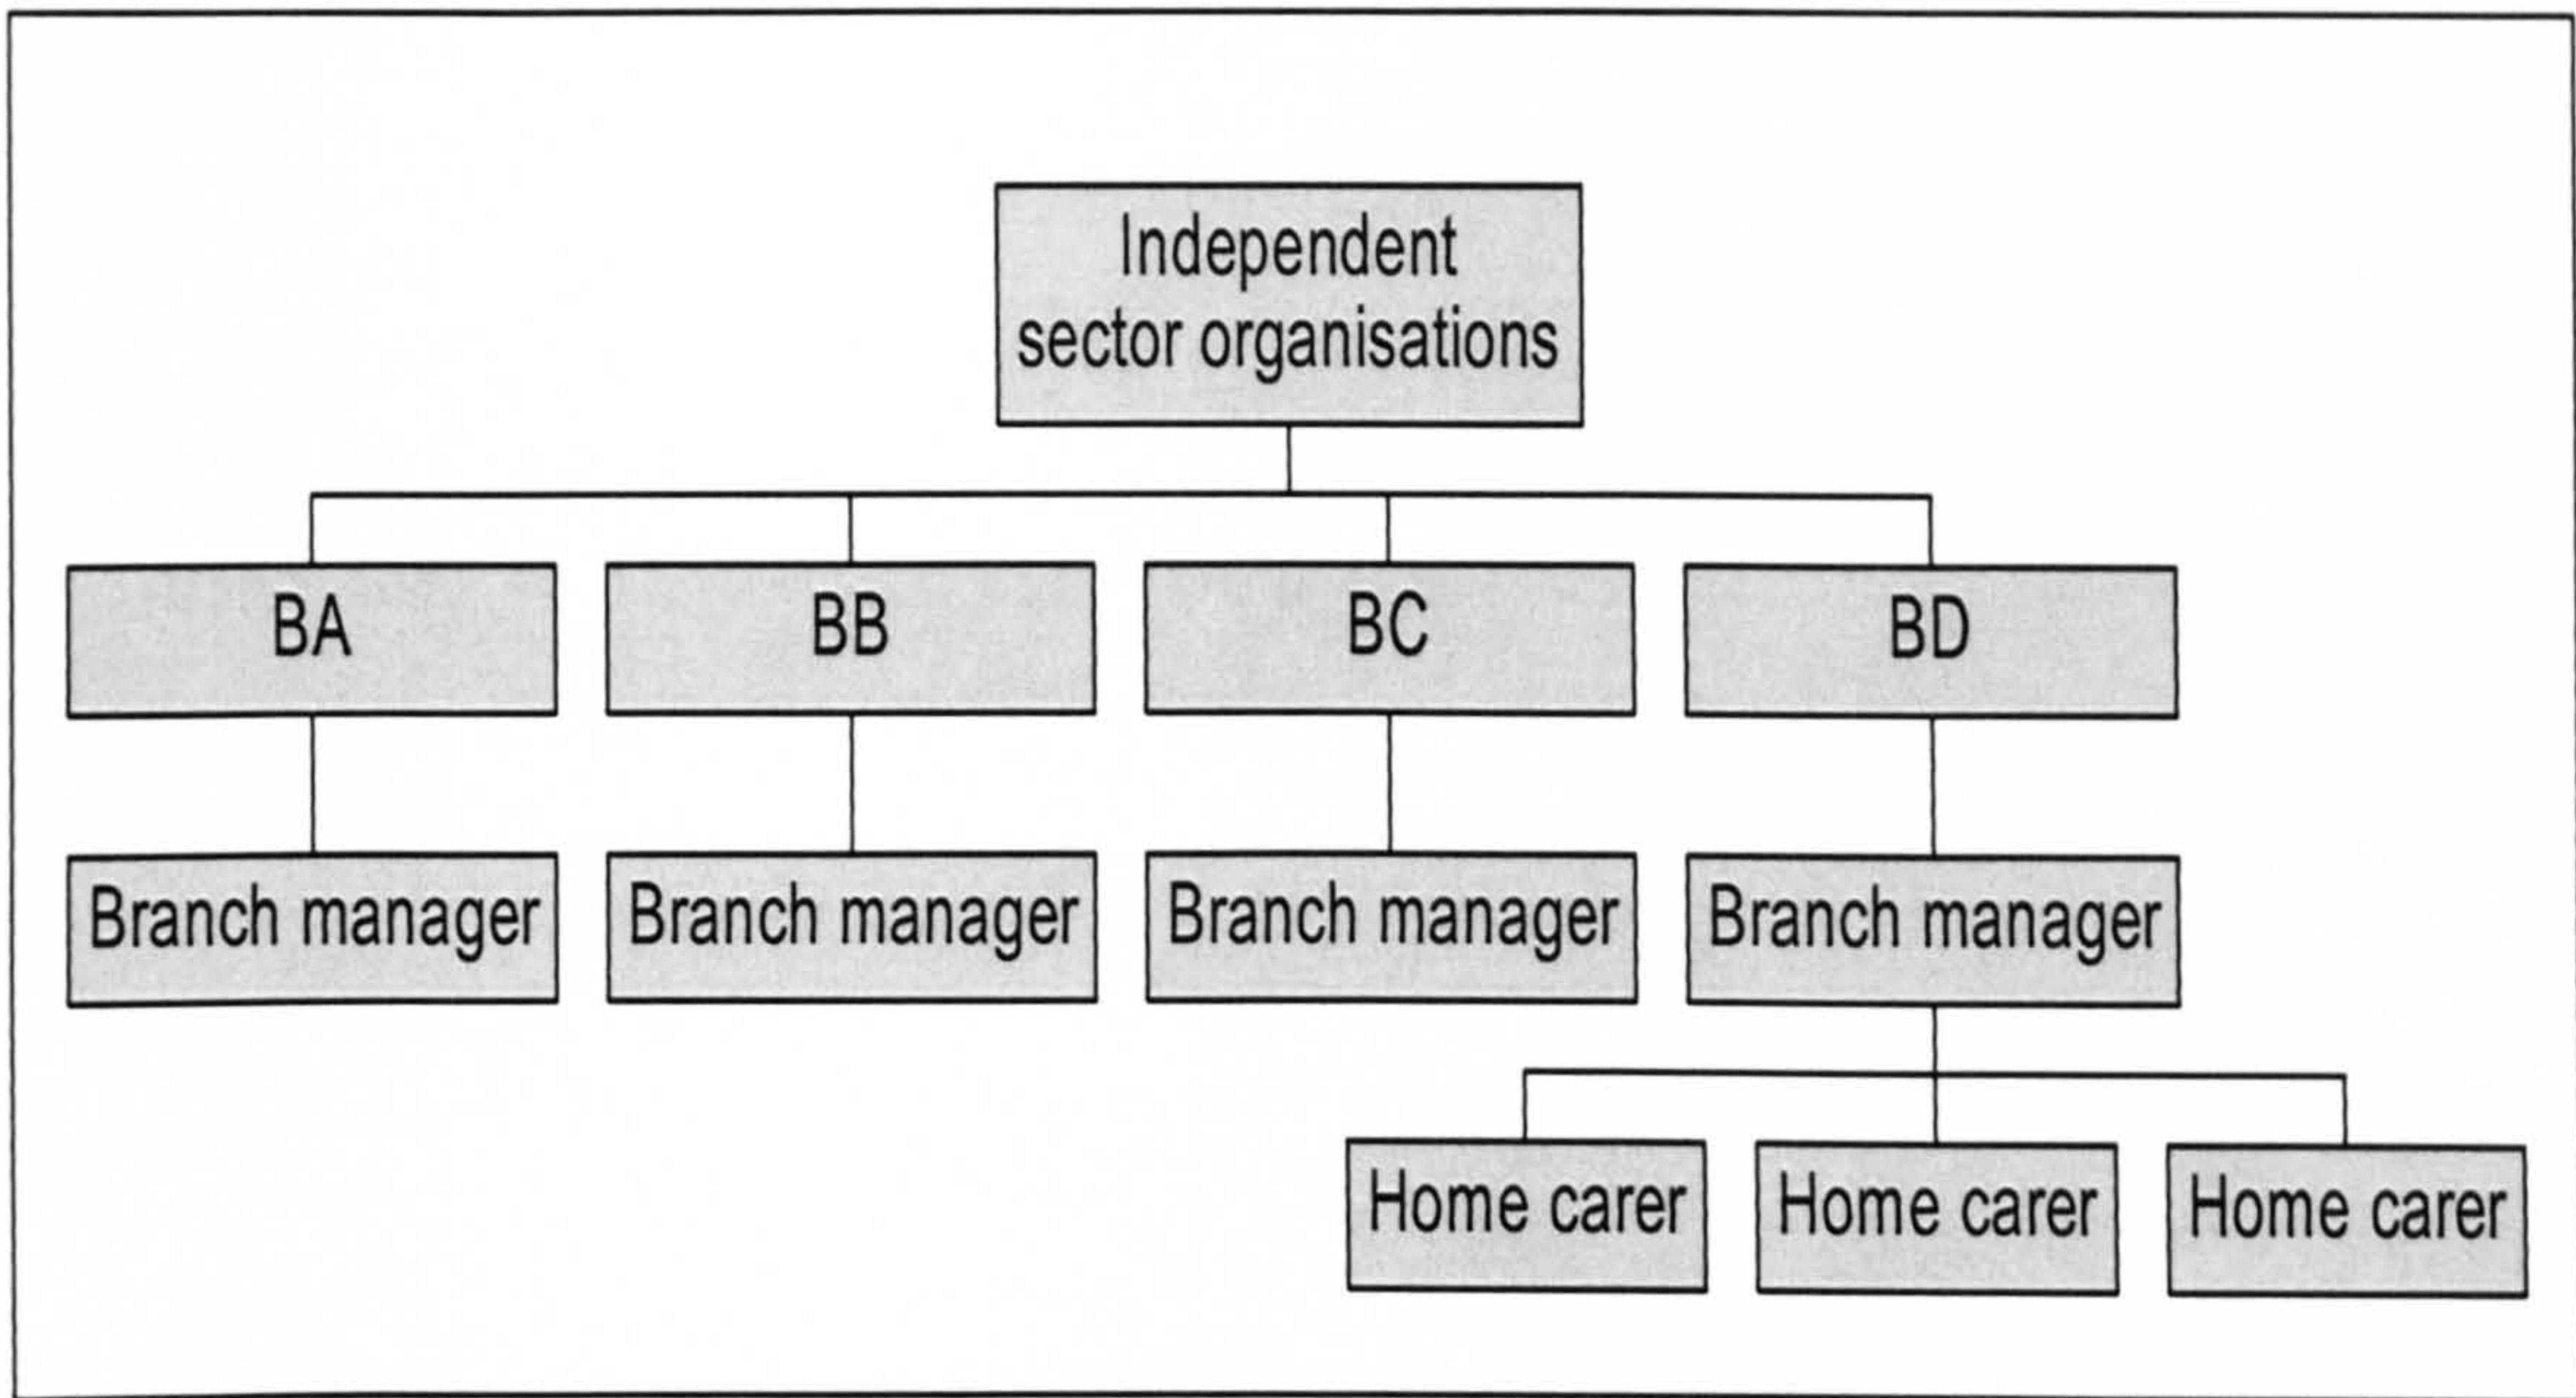 Independent
sector organisations
BA
BB
BC
BD
Branch manager
Branch manager
Branch manager
Branch manager
Home carer
Home carer
Home carer